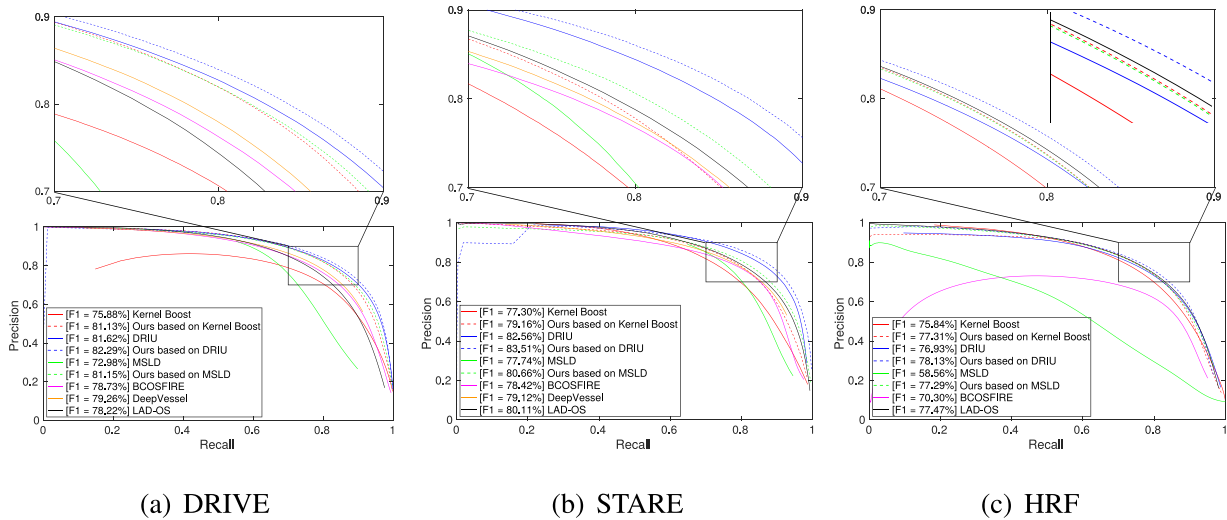 0.9
0.8
0.7
0.7 0.8 0.9
1
0.8
0.6
0.4
0.2
0
0 0.2 0.4 0.6 0.8 1
Precision
Recall
[F1 = 75.88%] Kernel Boost
[F1 = 81.13%] Ours based on Kernel Boost
[F1 = 81.62%] DRIU
[F1 = 82.29%] Ours based on DRIU
[F1 = 72.98%] MSLD
[F1 = 81.15%] Ours based on MSLD
[F1 = 78.73%] BCOSFIRE
[F1 = 79.26%] DeepVessel
[F1 = 78.22%] LAD-OS
(a) DRIVE
0.9
0.8
0.7
0.7 0.8 0.9
1
0.8
0.6
0.4
0.2
0
0 0.2 0.4 0.6 0.8 1
Precision
Recall
[F1 = 77.30%] Kernel Boost
[F1 = 79.16%] Ours based on Kernel Boost
[F1 = 82.56%] DRIU
[F1 = 83.51%] Ours based on DRIU
[F1 = 77.74%] MSLD
[F1 = 80.66%] Ours based on MSLD
[F1 = 78.42%] BCOSFIRE
[F1 = 79.12%] DeepVessel
[F1 = 80.11%] LAD-OS
(b) STARE
0.9
0.8
0.7
0.7 0.8 0.9
1
0.8
0.6
0.4
0.2
0
0 0.2 0.4 0.6 0.8 1
Precision
Recall
[F1 = 75.84%] Kernel Boost
[F1 = 77.31%] Ours based on Kernel Boost
[F1 = 76.93%] DRIU
[F1 = 78.13%] Ours based on DRIU
[F1 = 58.56%] MSLD
[F1 = 77.29%] Ours based on MSLD
[F1 = 70.30%] BCOSFIRE
[F1 = 77.47%] LAD-OS
(c) HRF